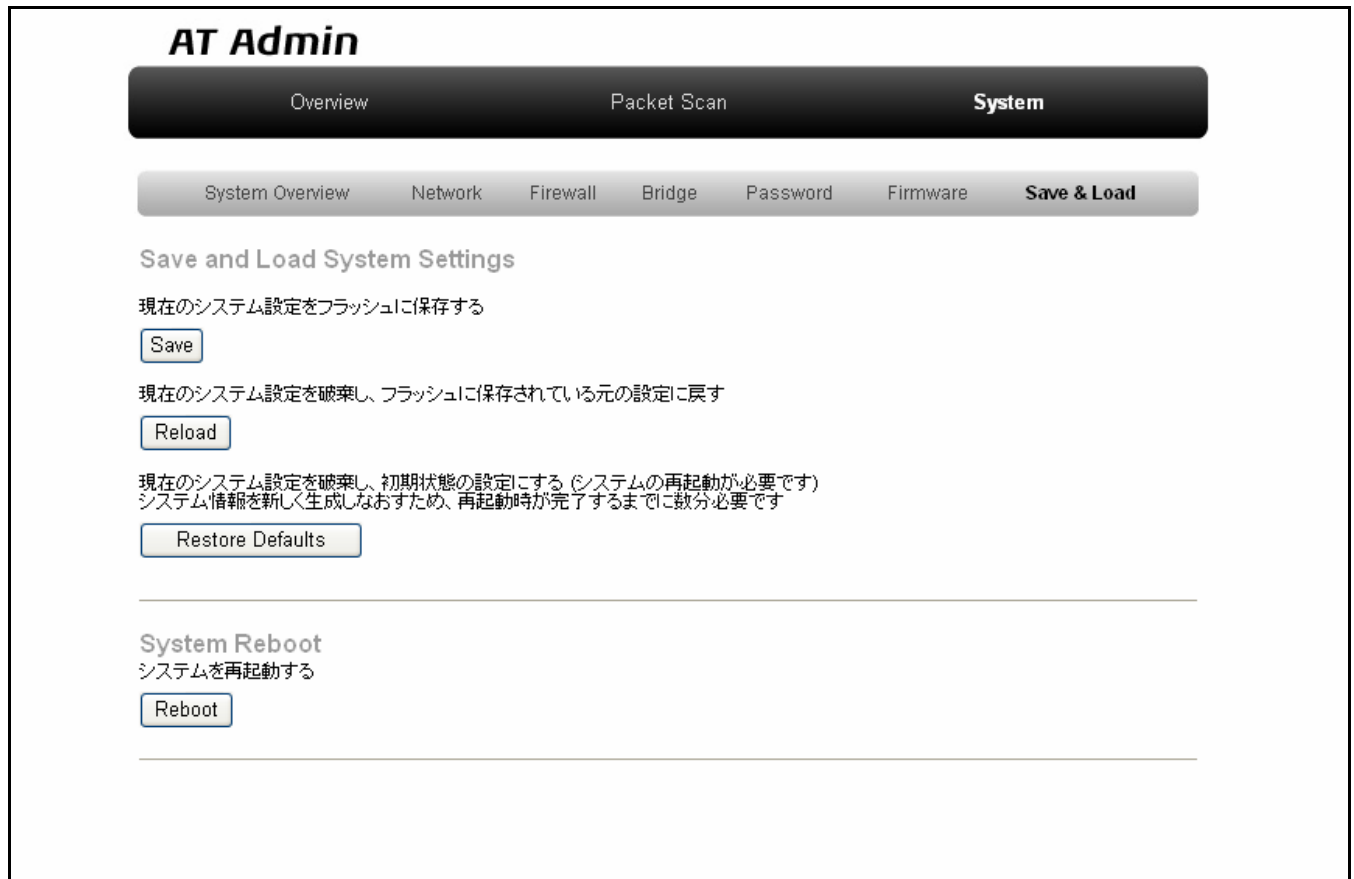 AT Admin
Overview Packet Scan System
System Overview Network Firewall Bridge Password Firmware Save & Load
Save and Load System Settings
現在のシステム設定をフラッシュに保存する
Save
現在のシステム設定を破棄し、フラッシュに保存されている元の設定に戻す
Reload
現在のシステム設定を破棄し、初期状態の設定にする (システムの再起動が必要です)
システム情報を新しく生成しなおすため、再起動時が完了するまでに数分必要です
Restore Defaults
System Reboot
システムを再起動する
Reboot